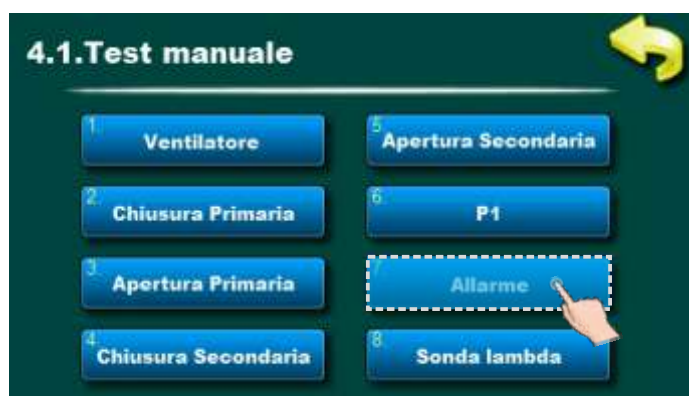 4.1.Test manuale
1. Ventilatore
2. Chiusura Primaria
3. Apertura Primaria
4. Chiusura Secondaria
5. Apertura Secondaria
6. P1
7. Allarme
8. Sonda lambda